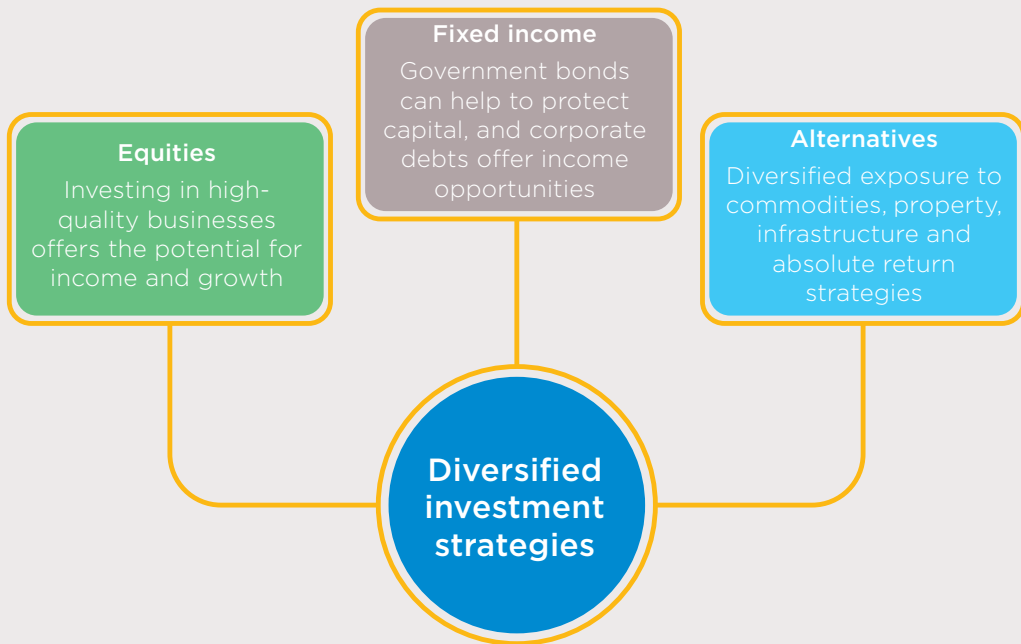 Fixed income
Government bonds
can help to protect
capital, and corporate
debts offer income
opportunities
Equities
Investing in high-
quality businesses
offers the potential for
income and growth
Alternatives
Diversified exposure to
commodities, property,
infrastructure and
absolute return
strategies
Diversified
investment
strategies